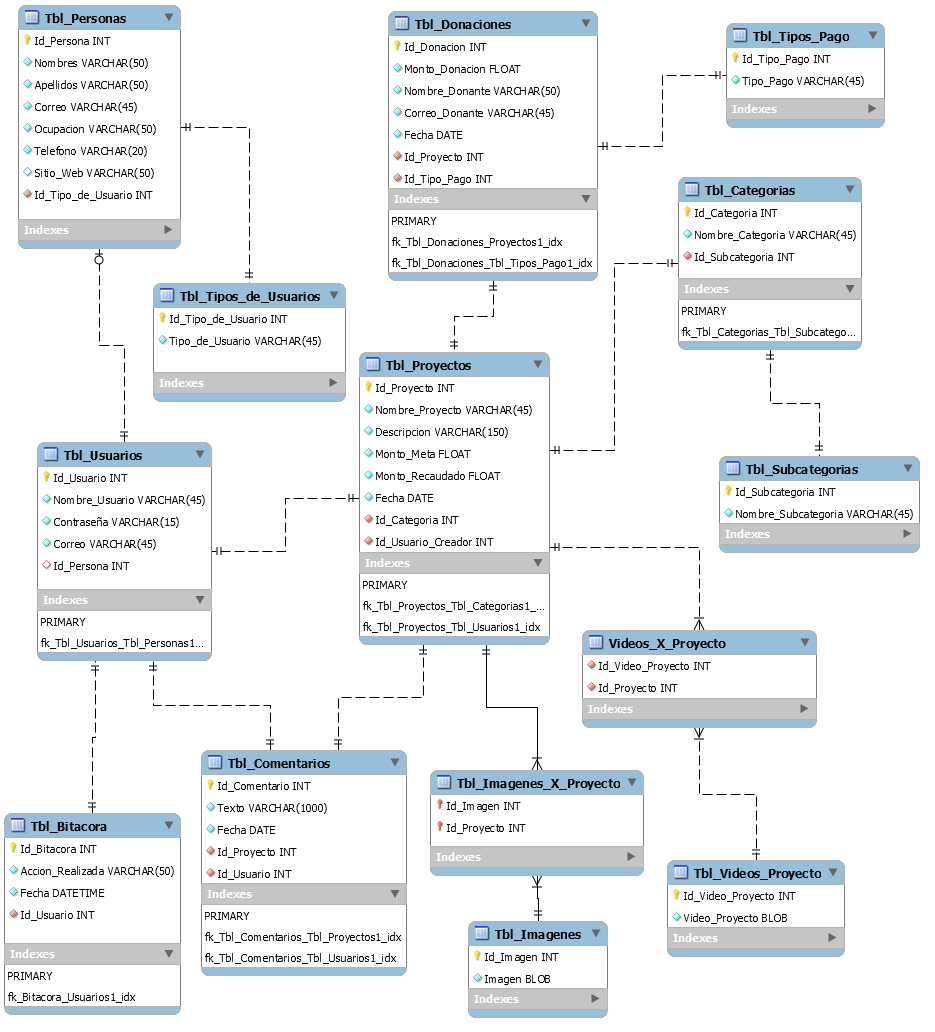 Tbl_Personas
Id_Persona INT
Nombres VARCHAR(50)
Apellidos VARCHAR(50)
Correo VARCHAR(45)
Ocupacion VARCHAR(50)
Telefono VARCHAR(20)
Sitio_Web VARCHAR(50)
Id_Tipo_de_Usuario INT
Indexes
Tbl_Donaciones
Id_Donacion INT
Monto_Donacion FLOAT
Nombre_Donante VARCHAR(50)
Correo_Donante VARCHAR(45)
Fecha DATE
Id_Proyecto INT
Id_Tipo_Pago INT
Indexes
PRIMARY
fk_Tbl_Donaciones_Proyectos1_idx
fk_Tbl_Donaciones_Tbl_Tipos_Pago1_idx
Tbl_Tipos_Pago
Id_Tipo_Pago INT
Tipo_Pago VARCHAR(45)
Indexes
Tbl_Categorias
Id_Categoria INT
Nombre_Categoria VARCHAR(45)
Id_Subcategoria INT
Indexes
PRIMARY
fk_Tbl_Categorias_Tbl_Subcatego...
Tbl_Tipos_de_Usuarios
Id_Tipo_de_Usuario INT
Tipo_de_Usuario VARCHAR(45)
Indexes
Tbl_Proyectos
Id_Proyecto INT
Nombre_Proyecto VARCHAR(45)
Descripcion VARCHAR(150)
Monto_Meta FLOAT
Monto_Recaudado FLOAT
Fecha DATE
Id_Categoria INT
Id_Usuario_Creador INT
Indexes
PRIMARY
fk_Tbl_Proyectos_Tbl_Categorias1_...
fk_Tbl_Proyectos_Tbl_Usuarios1_idx
Tbl_Usuarios
Id_Usuario INT
Nombre_Usuario VARCHAR(45)
Contraseña VARCHAR(15)
Correo VARCHAR(45)
Id_Persona INT
Indexes
PRIMARY
fk_Tbl_Usuarios_Tbl_Personas1...
Tbl_Subcategorias
Id_Subcategoria INT
Nombre_Subcategoria VARCHAR(45)
Indexes
Videos_X_Proyecto
Id_Video_Proyecto INT
Id_Proyecto INT
Indexes
Tbl_Comentarios
Id_Comentario INT
Texto VARCHAR(1000)
Fecha DATE
Id_Proyecto INT
Id_Usuario INT
Indexes
PRIMARY
fk_Tbl_Comentarios_Tbl_Proyectos1_idx
fk_Tbl_Comentarios_Tbl_Usuarios1_idx
Tbl_Imagenes_X_Proyecto
Id_Imagen INT
Id_Proyecto INT
Indexes
Tbl_Bitacora
Id_Bitacora INT
Accion_Realizada VARCHAR(50)
Fecha DATETIME
Id_Usuario INT
Indexes
PRIMARY
fk_Bitacora_Usuarios1_idx
Tbl_Videos_Proyecto
Id_Video_Proyecto INT
Video_Proyecto BLOB
Indexes
Tbl_Imagenes
Id_Imagen INT
Imagen BLOB
Indexes